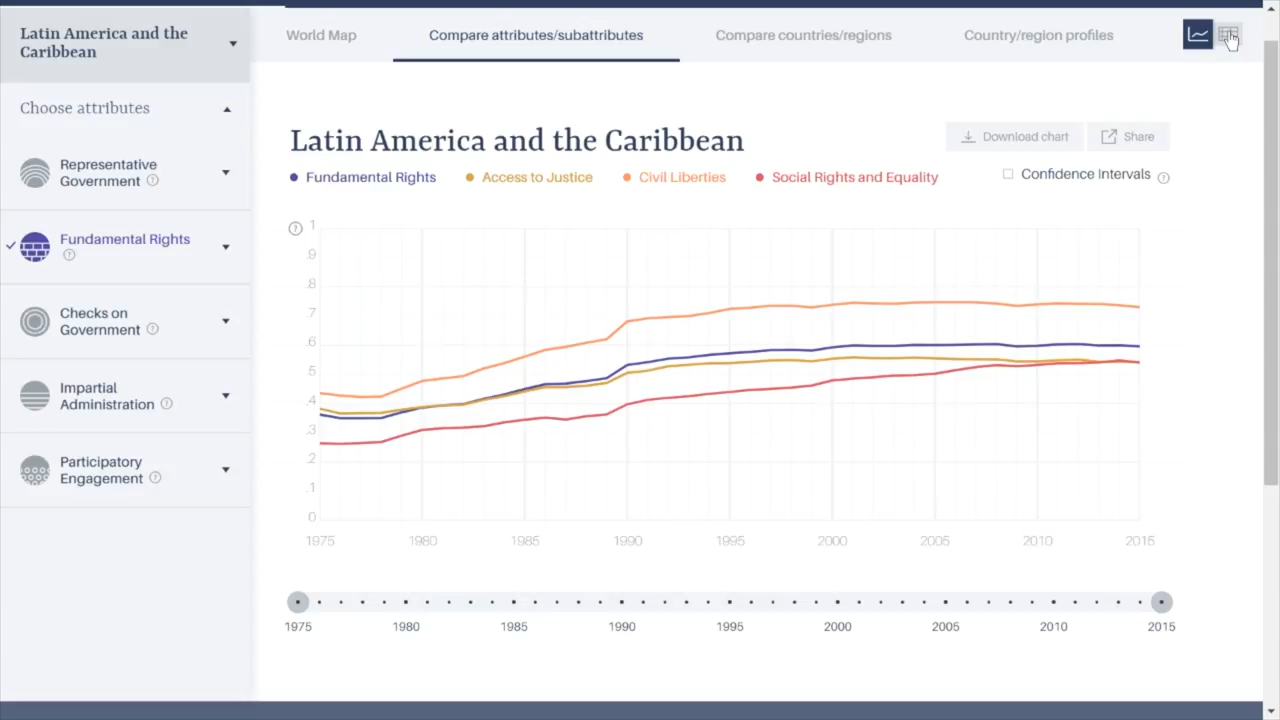 Latin America and the
Caribbean
World Map
Compare attributes/subattributes
Compare countries/regions
Country/region profiles
Choose attributes
Representative
Government ?
Fundamental Rights
?
Checks on
Government ?
Impartial
Administration ?
Participatory
Engagement ?
Latin America and the Caribbean
Download chart
Share
Fundamental Rights
Access to Justice
Civil Liberties
Social Rights and Equality
Confidence Intervals ?
?
1
.9
.8
.7
.6
.5
.4
.3
.2
.1
0
1975 1980 1985 1990 1995 2000 2005 2010 2015
1975 1980 1985 1990 1995 2000 2005 2010 2015